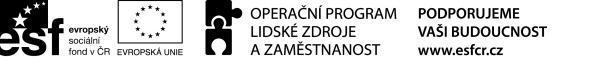 esf
evropský
sociální
fond v ČR
EVROPSKÁ UNIE
OPERAČNÍ PROGRAM
LIDSKÉ ZDROJE
A ZAMĚSTNANOST
PODPORUJEME
VAŠI BUDOUCNOST
www.esfcr.cz